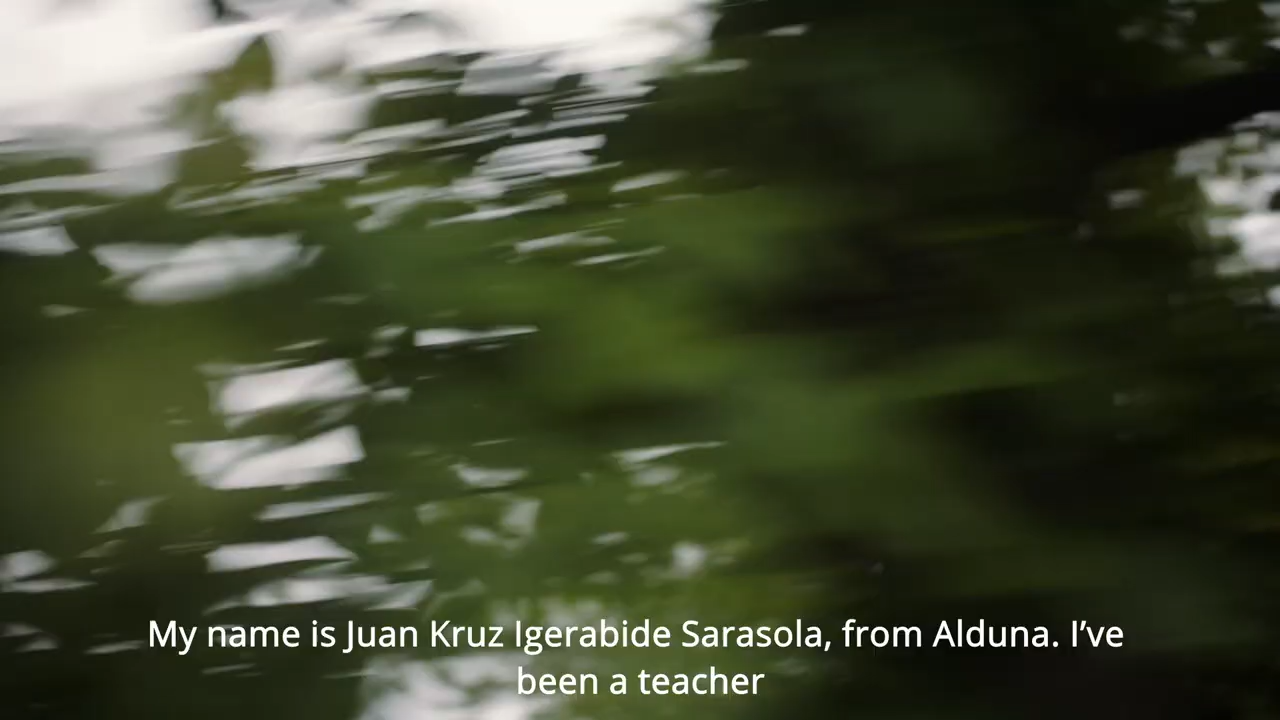 My name is Juan Kruz Igerabide Sarasola, from Alduna. I’ve
been a teacher